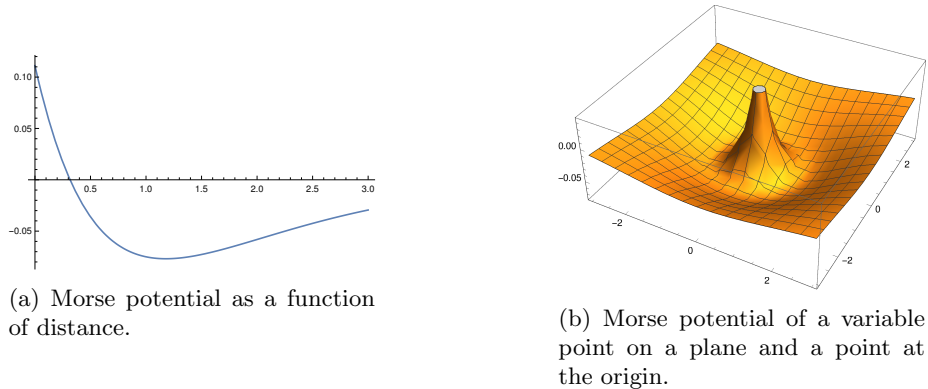 0.10
0.05
0.5 1.0 1.5 2.0 2.5 3.0
−0.05
(a) Morse potential as a function
of distance.
0.00
−0.05
−2
0
2
−2
0
2
(b) Morse potential of a variable
point on a plane and a point at
the origin.